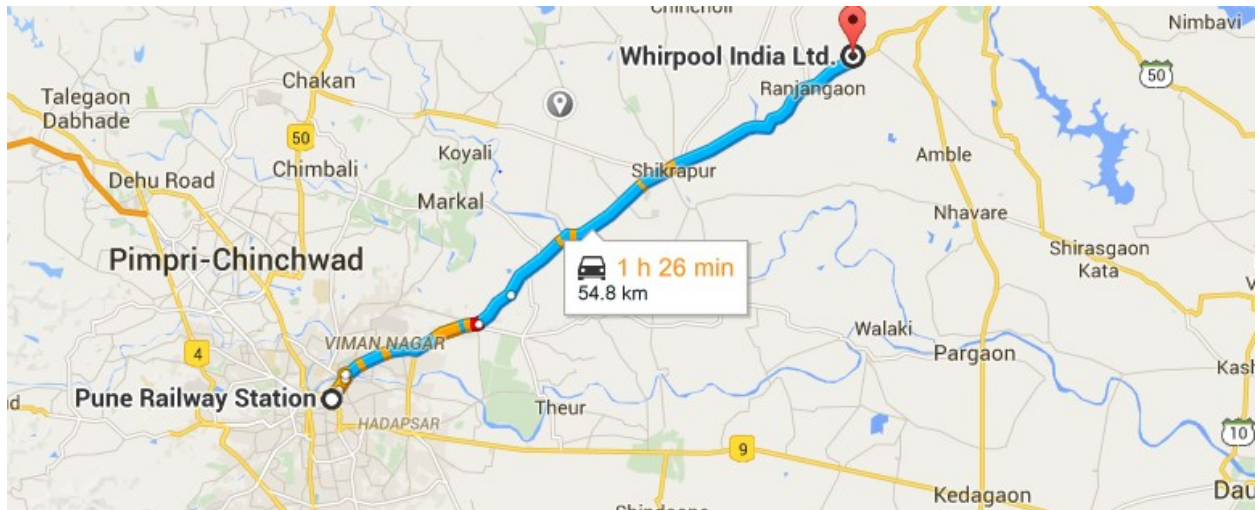 Chincholi
Nimbavi
Whirpool India Ltd.
Ranjangaon
50
Chakan
Talegaon
Dabhade
50
Koyali
Chimbali
Shikrapur
Amble
Dehu Road
Markal
Nhavare
Shirasgaon
Kata
Pimpri-Chinchwad
1 h 26 min
54.8 km
VIMAN NAGAR
Walaki
4
Pargaon
Pune Railway Station
Theur
HADAPSAR
9
10
Kedagaon